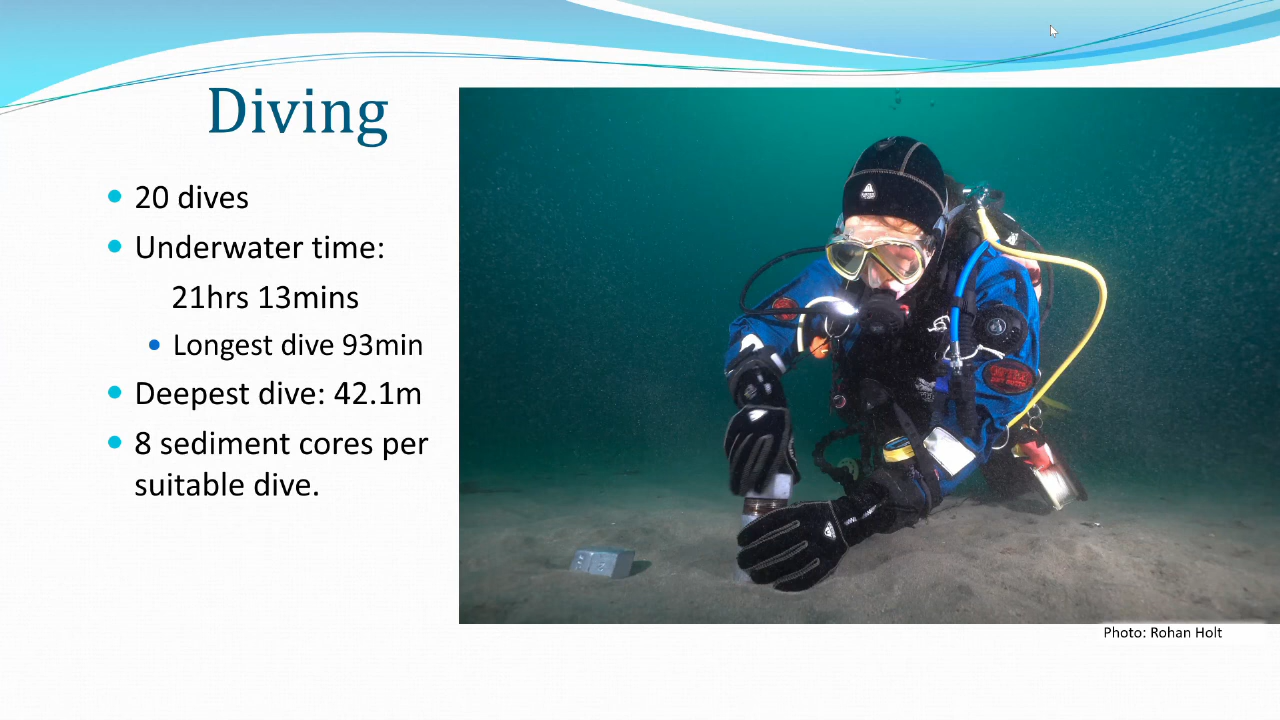 Diving
20 dives
Underwater time:
21hrs 13mins
Longest dive 93min
Deepest dive: 42.1m
8 sediment cores per
suitable dive.
Photo: Rohan Holt